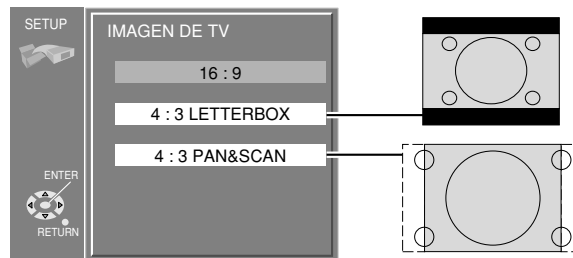 SETUP
IMAGEN DE TV
16 : 9
4 : 3 LETTERBOX
4 : 3 PAN&SCAN
ENTER
RETURN